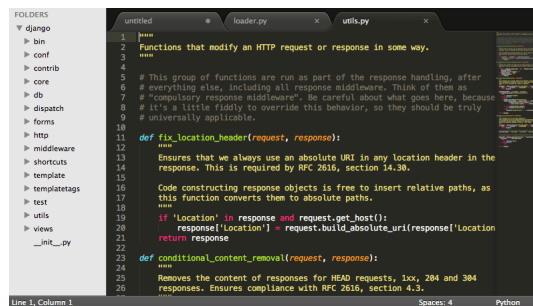 FOLDERS
django
bin
conf
contrib
core
db
dispatch
forms
http
middleware
shortcuts
template
templatetags
test
utils
views
__init__.py
untitled
loader.py
utils.py
1 """
2 Functions that modify an HTTP request or response in some way.
3 """
4
5 # This group of functions are run as part of the response handling, after
6 # everything else, including all response middleware. Think of them as
7 # "compulsory response middleware". Be careful about what goes here, because
8 # it's a little fiddly to override this behavior, so they should be truly
9 # universally applicable.
10
11 def fix_location_header(request, response):
12 """
13 Ensures that we always use an absolute URI in any location header in the
14 response. This is required by RFC 2616, section 14.30.
15
16 Code constructing response objects is free to insert relative paths, as
17 this function converts them to absolute paths.
18 """
19 if 'Location' in response and request.get_host():
20 response['Location'] = request.build_absolute_uri(response['Location
21 return response
22
23 def conditional_content_removal(request, response):
24 """
25 Removes the content of responses for HEAD requests, 1xx, 204 and 304
26 responses. Ensures compliance with RFC 2616, section 4.3.
Line 1, Column 1
Spaces: 4
Python